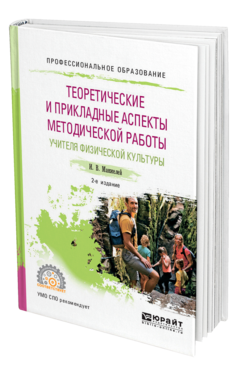 ПРОФЕССИОНАЛЬНОЕ ОБРАЗОВАНИЕ
ТЕОРЕТИЧЕСКИЕ
И ПРИКЛАДНЫЕ АСПЕКТЫ
МЕТОДИЧЕСКОЙ РАБОТЫ
УЧИТЕЛЯ ФИЗИЧЕСКОЙ КУЛЬТУРЫ
2-е издание
УМО СПО рекомендует
ЮРАЙТ